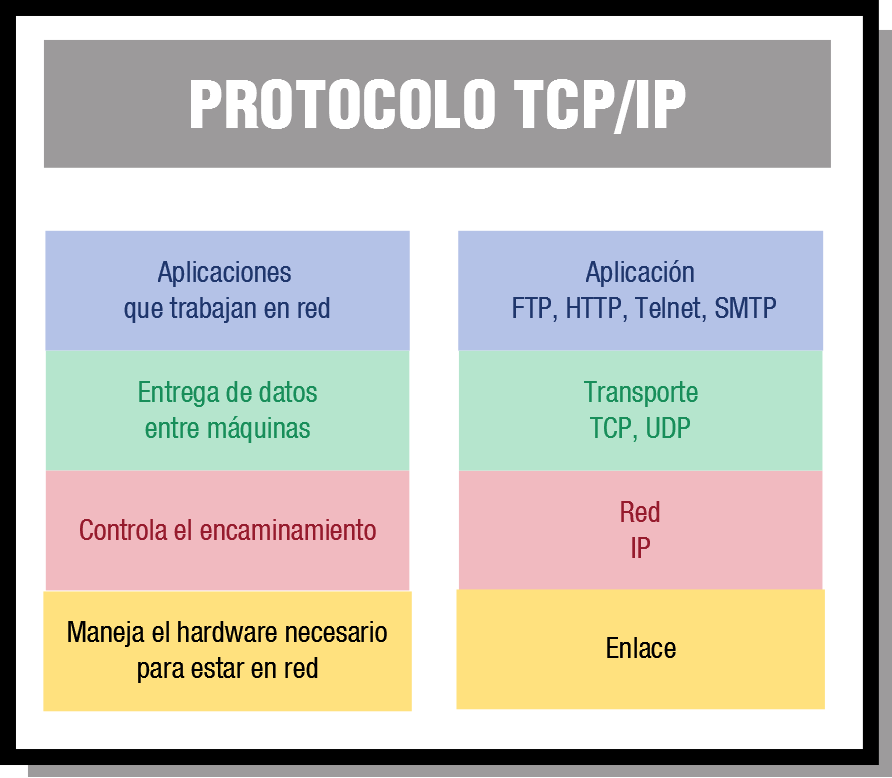 PROTOCOLO TCP/IP
Aplicaciones
que trabajan en red
Aplicación
FTP, HTTP, Telnet, SMTP
Entrega de datos
entre máquinas
Transporte
TCP, UDP
Controla el encaminamiento
Red
IP
Maneja el hardware necesario
para estar en red
Enlace